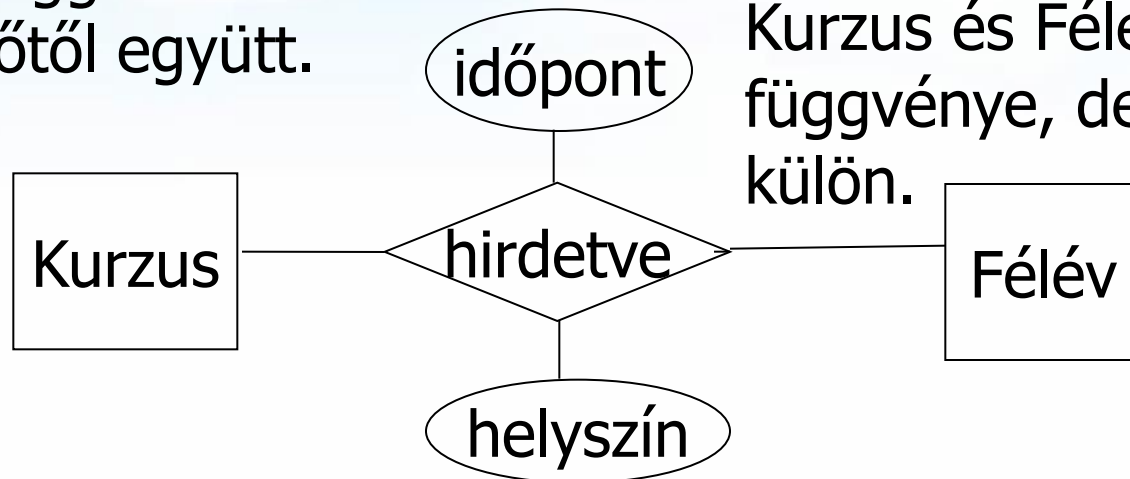 őtől együtt.
időpont
Kurzus és Féle
függvénye, de
külön.
Kurzus
hirdetve
Félév
helyszín